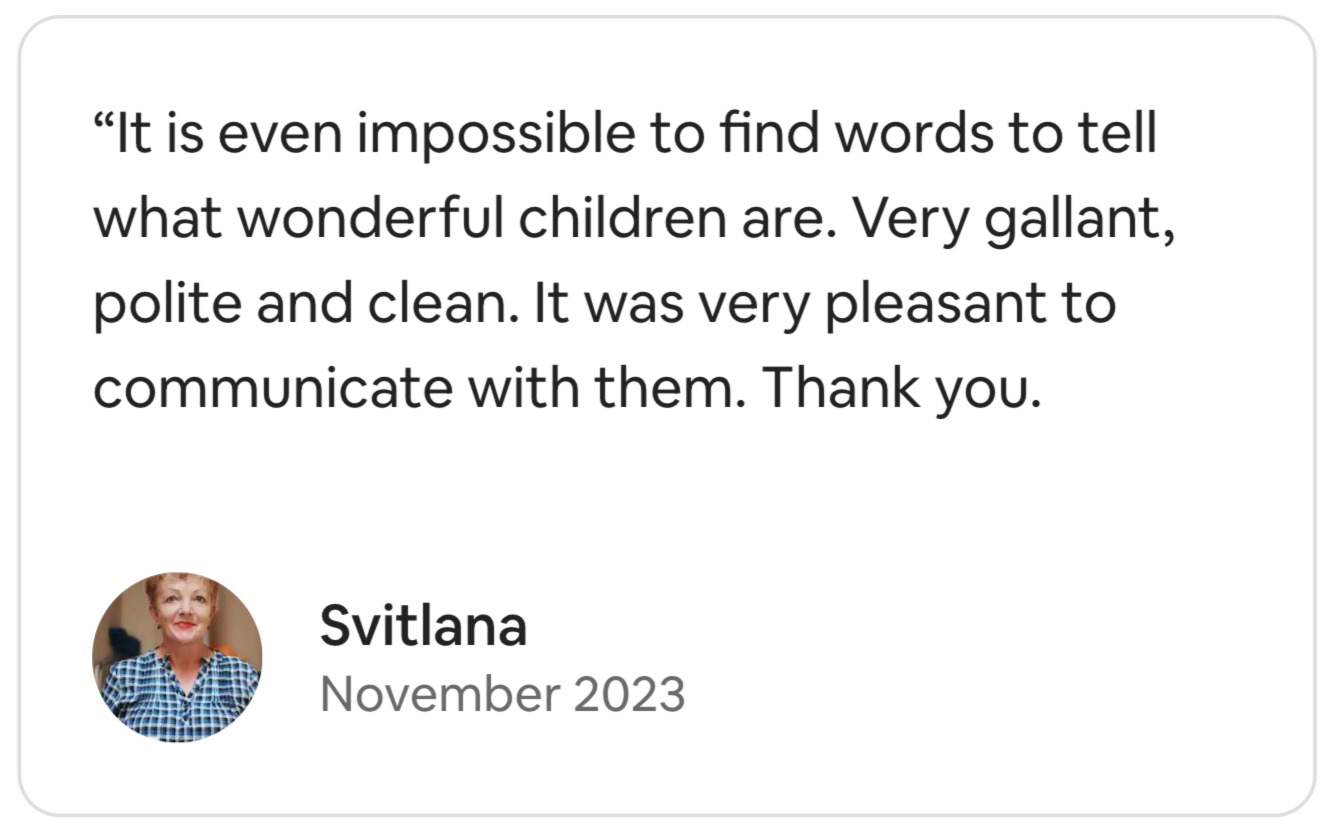 “It is even impossible to find words to tell
what wonderful children are. Very gallant,
polite and clean. It was very pleasant to
communicate with them. Thank you.
Svitlana
November 2023